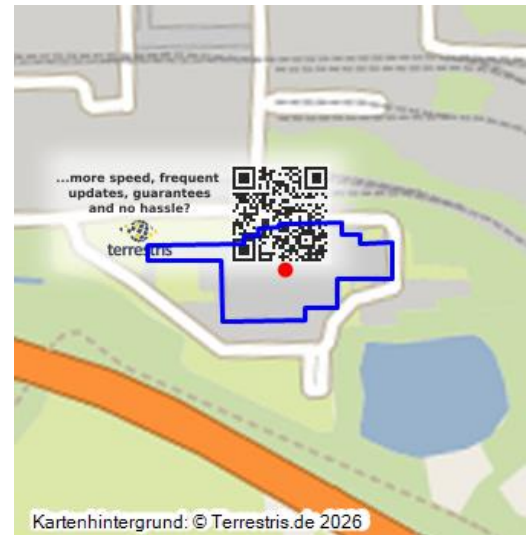 ...more speed, frequent
updates, guarantees
and no hassle?
terrestris
Kartenhintergrund: © Terrestris.de 2026